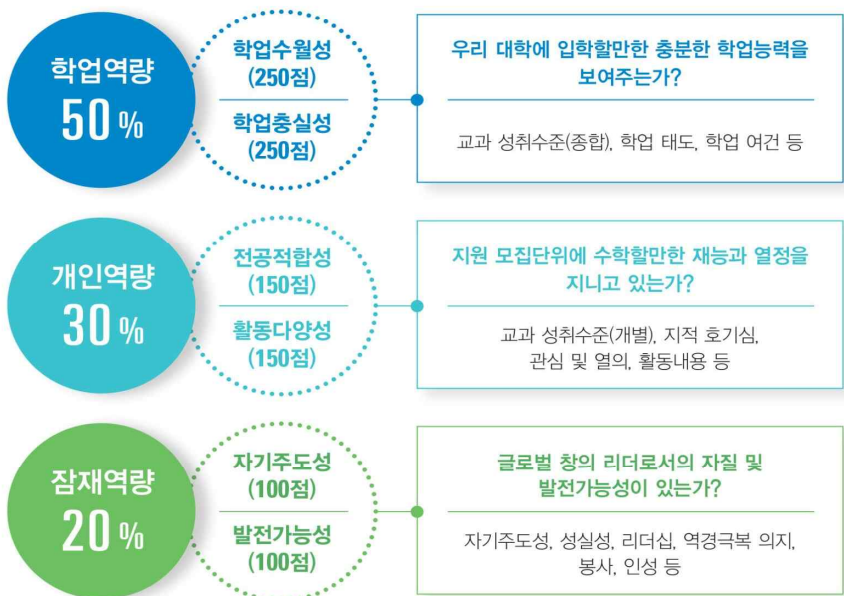 학업역량
50 %
학업수월성
(250점)
학업충실성
(250점)
우리 대학에 입학할만한 충분한 학업능력을
보여주는가?
교과 성취수준(종합), 학업 태도, 학업 여건 등
개인역량
30 %
전공적합성
(150점)
활동다양성
(150점)
지원 모집단위에 수학할만한 재능과 열정을
지니고 있는가?
교과 성취수준(개별), 지적 호기심,
관심 및 열의, 활동내용 등
잠재역량
20 %
자기주도성
(100점)
발전가능성
(100점)
글로벌 창의 리더로서의 자질 및
발전가능성이 있는가?
자기주도성, 성실성, 리더십, 역경극복 의지,
봉사, 인성 등